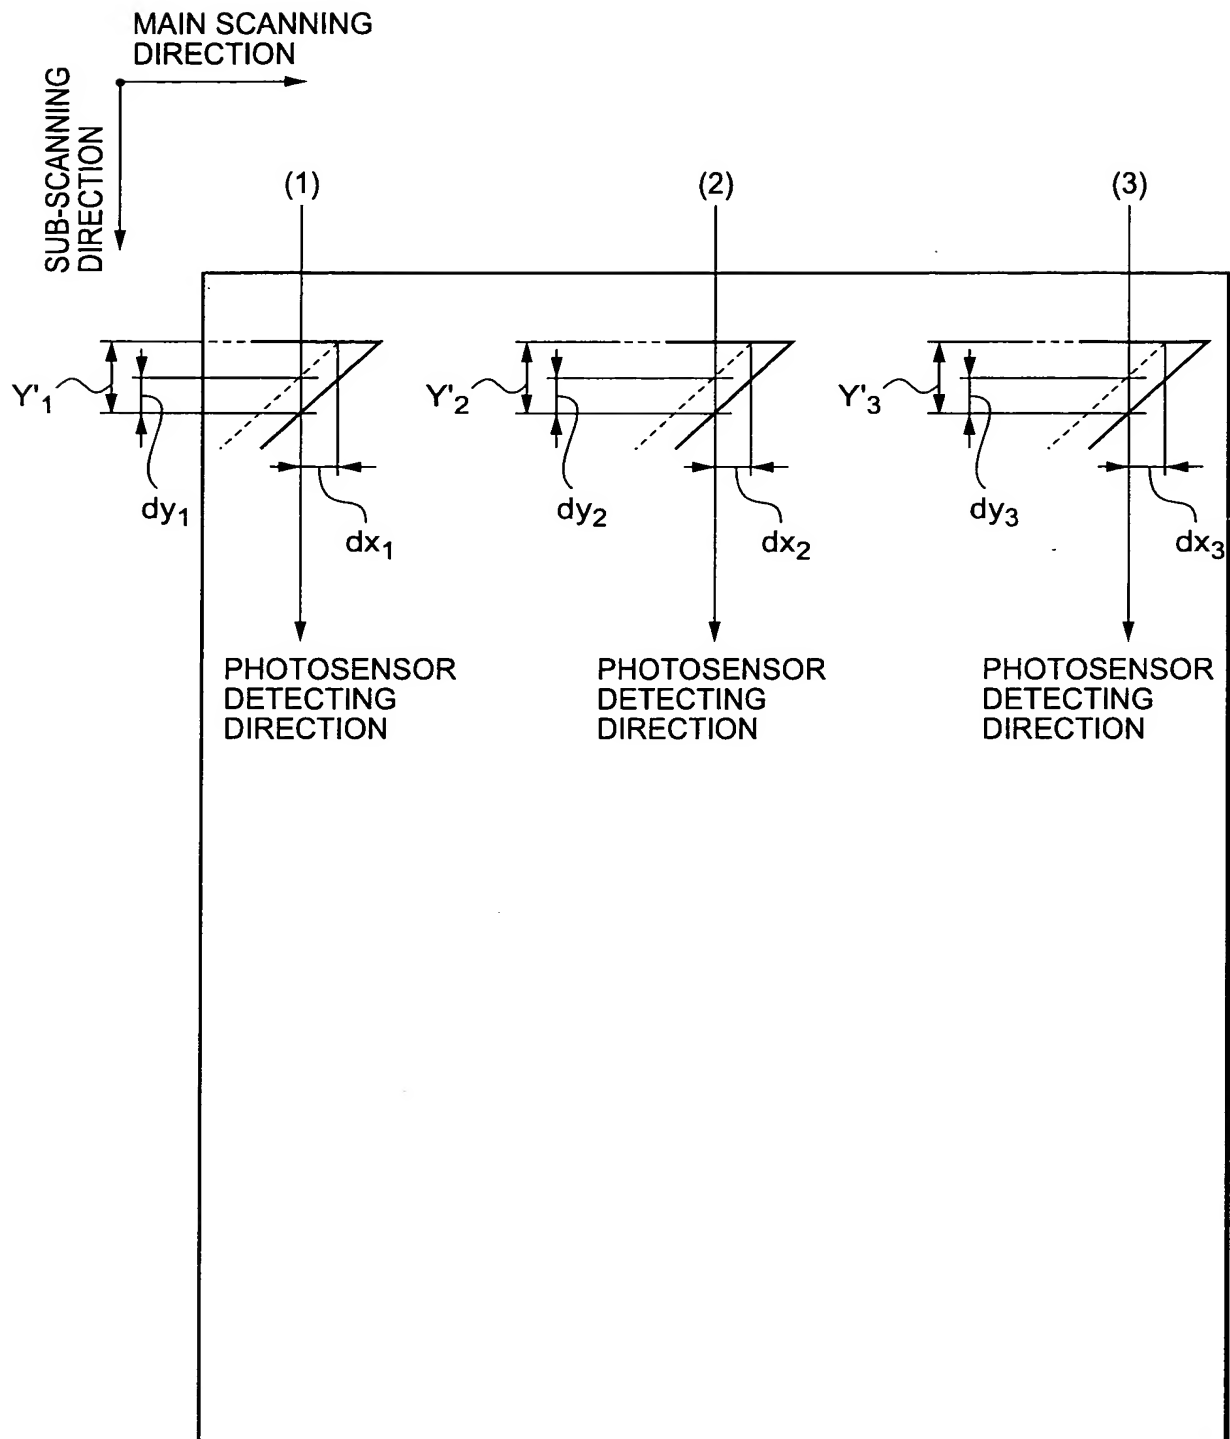 MAIN SCANNING
DIRECTION
SUB-SCANNING
DIRECTION
(1)
(2)
(3)
Y'1
dy1
dx1
Y'2
dy2
dx2
Y'3
dy3
dx3
PHOTOSENSOR
DETECTING
DIRECTION
PHOTOSENSOR
DETECTING
DIRECTION
PHOTOSENSOR
DETECTING
DIRECTION